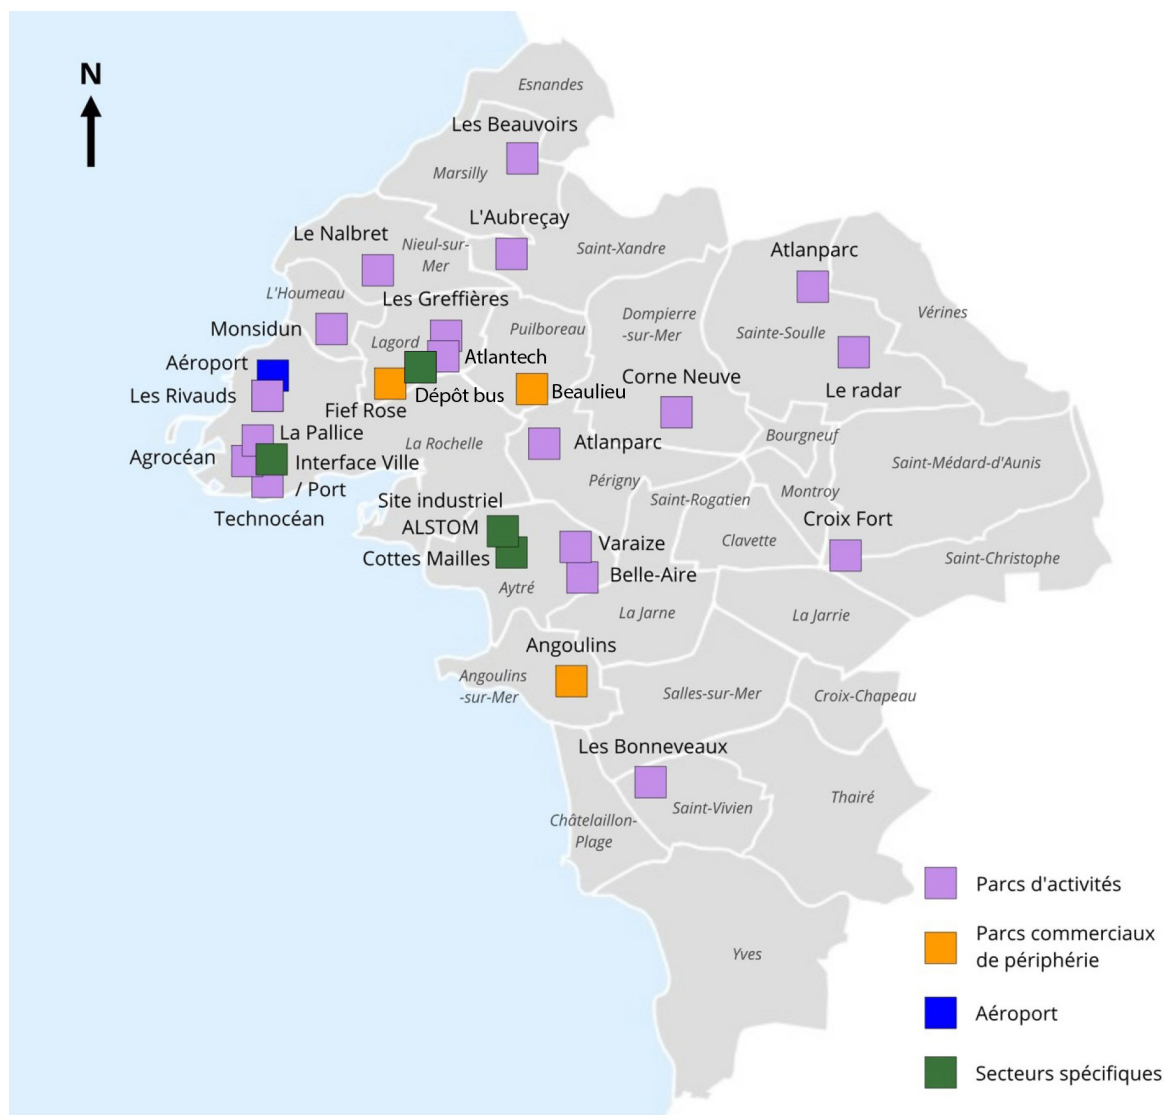 N
Esnandes
Les Beauvoirs
Marsilly
L'Aubreçay
Le Nalbret
Nieul-sur-
Mer
Saint-Xandre
Atlanparc
L'Houmeau
Les Greffières
Monsidun
Lagord
Puilboreau
Dompierre
-sur-Mer
Sainte-Soulle
Vérines
Aéroport
Atlantech
Les Rivauds
Dépôt bus
Beaulieu
Corne Neuve
Le radar
Fief Rose
La Pallice
La Rochelle
Atlanparc
Bourgneuf
Agrocéan
Interface Ville
/ Port
Saint-Médard-d'Aunis
Périgny
Saint-Rogatien
Montroy
Technocéan
Site industriel
ALSTOM
Croix Fort
Cottes Mailles
Varaize
Clavette
Saint-Christophe
Aytré
Belle-Aire
La Jarne
La Jarrie
Angoulins
Angoulins
-sur-Mer
Salles-sur-Mer
Croix-Chapeau
Les Bonneveaux
Saint-Vivien
Thairé
Châtelaillon-
Plage
Yves
Parcs d'activités
Parcs commerciaux
de périphérie
Aéroport
Secteurs spécifiques